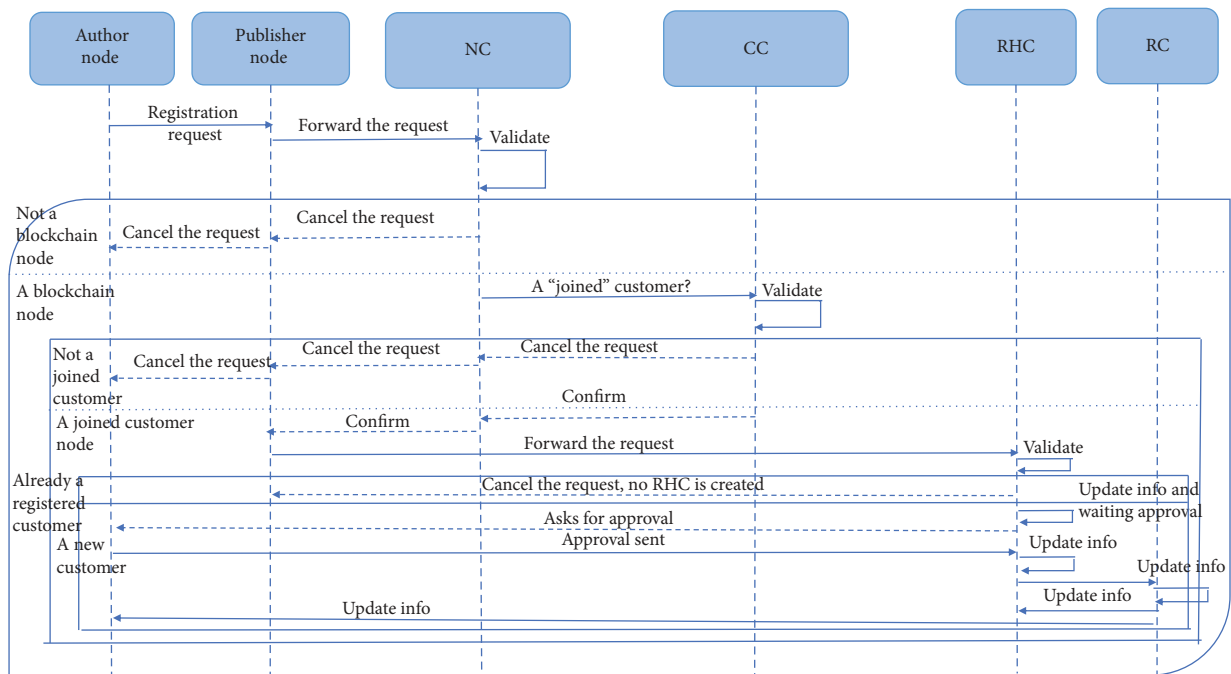 Author
node
Publisher
node
NC
CC
RHC
RC
Registration
request
Forward the request
Validate
Not a
blockchain
node
Cancel the request
Cancel the request
A blockchain
node
A “joined” customer?
Validate
Not a
joined
customer
Cancel the request
Cancel the request
Cancel the request
A joined customer
node
Confirm
Confirm
Forward the request
Validate
Already a
registered
customer
Cancel the request, no RHC is created
Update info and
waiting approval
Asks for approval
A new
customer
Approval sent
Update info
Update info
Update info
Update info